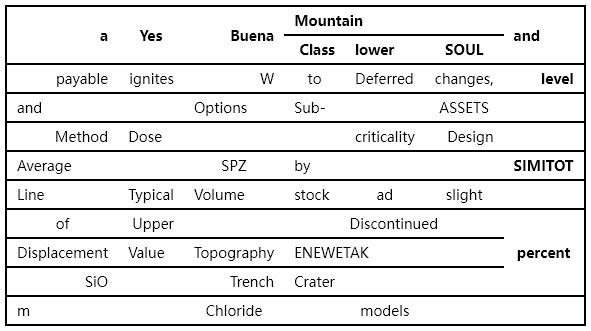 a Yes Buena Mountain and
Class lower SOUL
payable ignites W to Deferred changes, level
and Options Sub- ASSETS
Method Dose criticality Design
Average SPZ by SIMITOT
Line Typical Volume stock ad slight
of Upper Discontinued
Displacement Value Topography ENEWETAK percent
SiO Trench Crater
m Chloride models